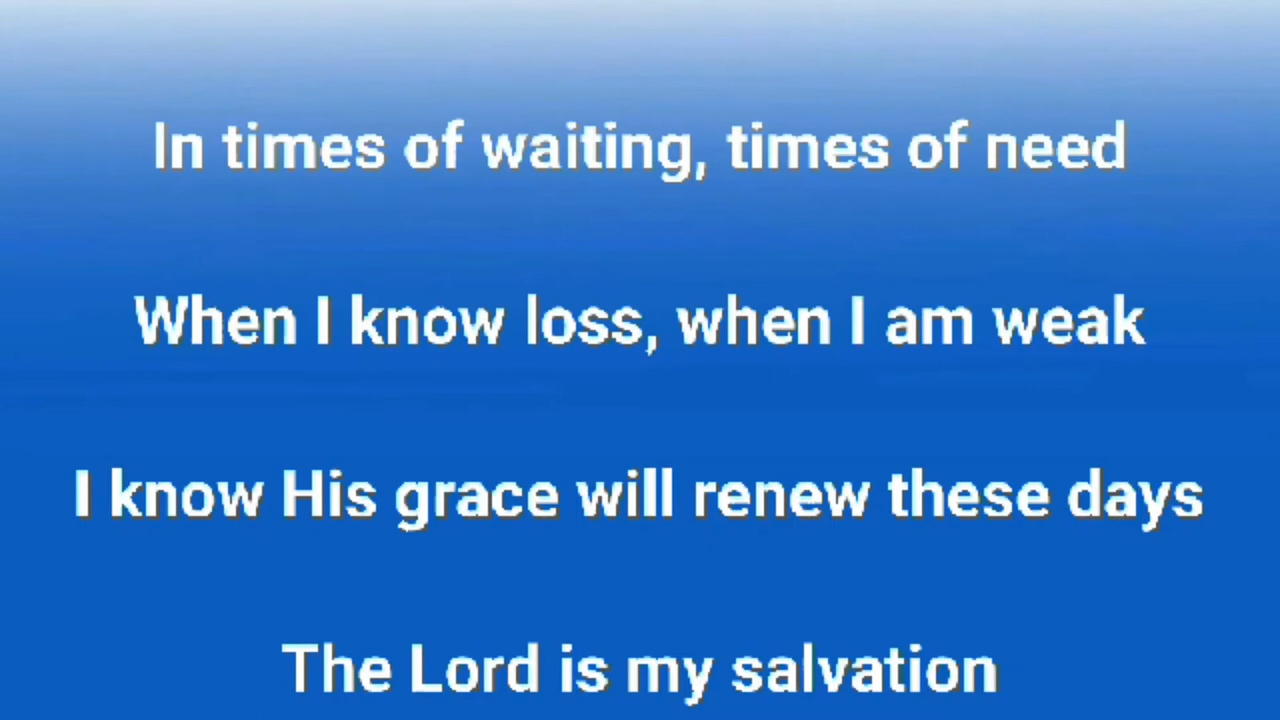 In times of waiting, times of need
When I know loss, when I am weak
I know His grace will renew these days
The Lord is my salvation